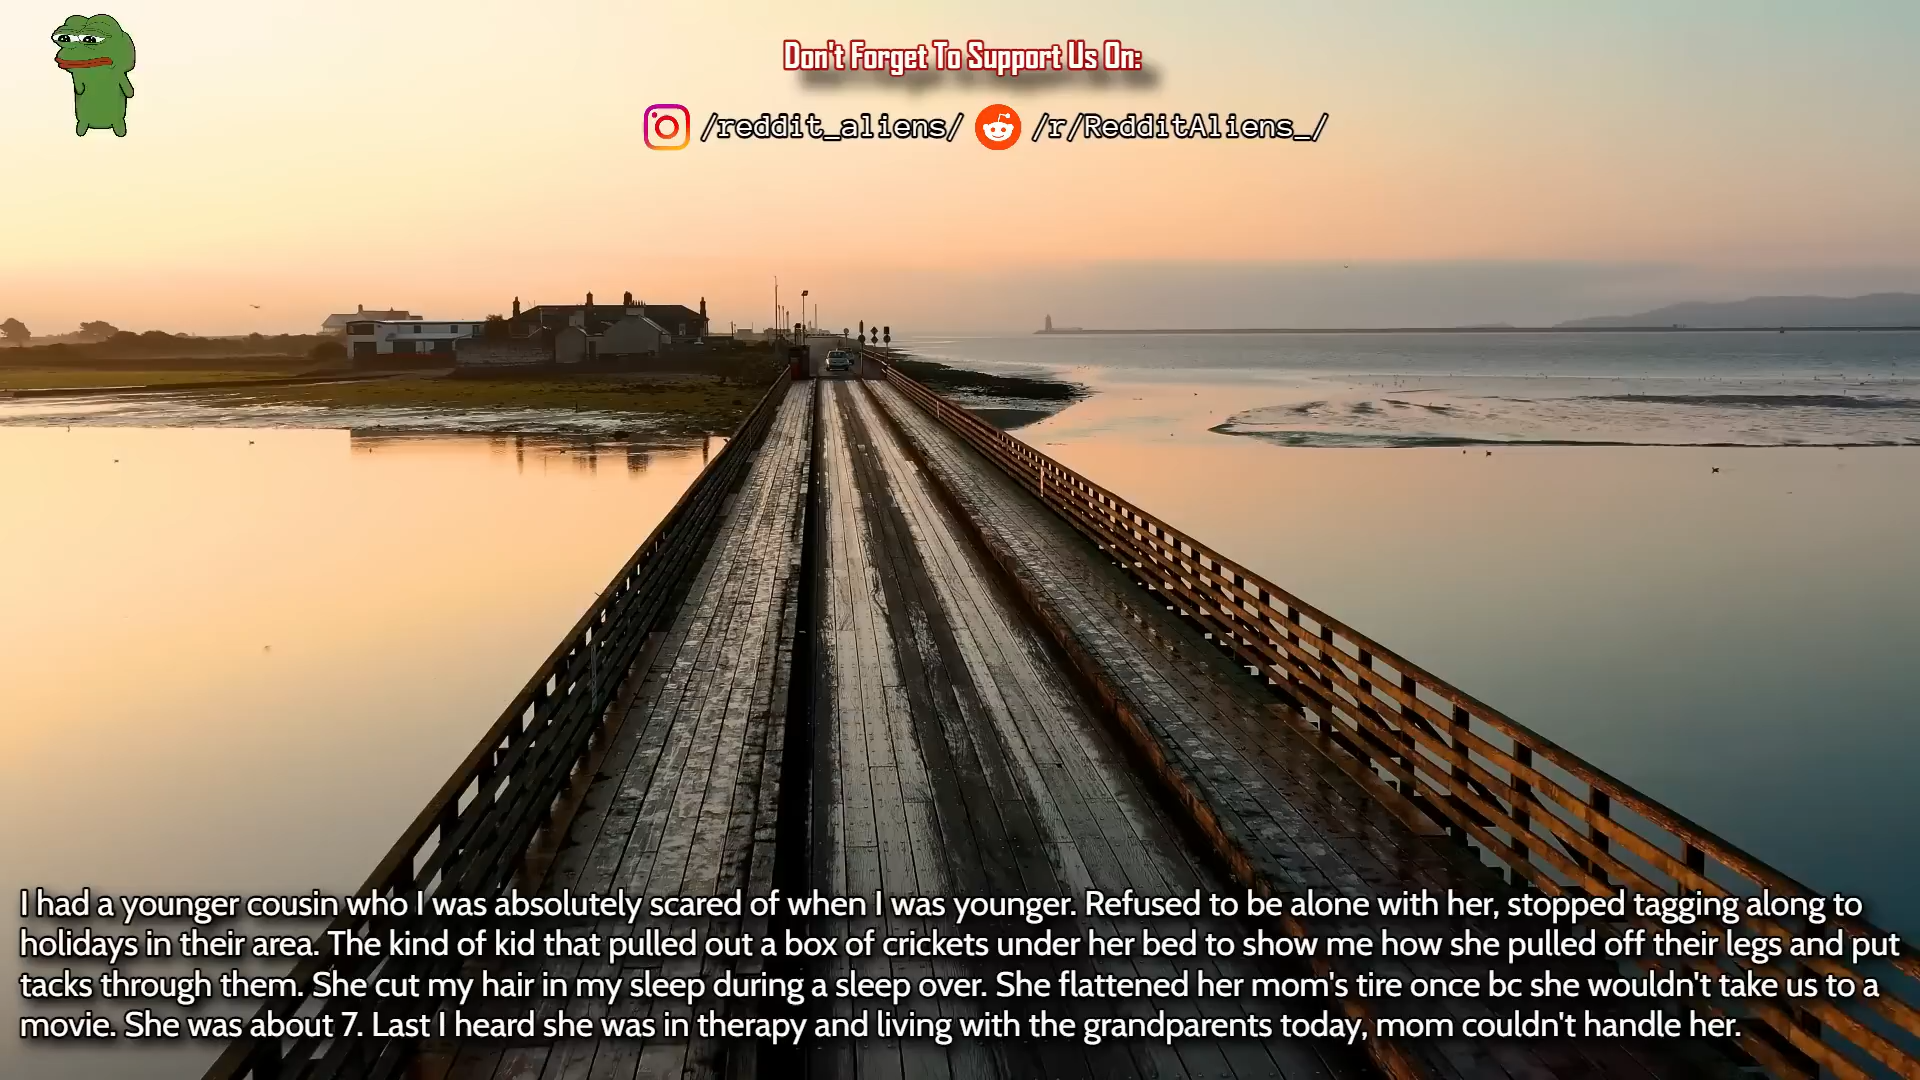 Don't Forget To Support Us On:
/reddit_aliens/ /r/RedditAliens_/
I had a younger cousin who I was absolutely scared of when I was younger. Refused to be alone with her, stopped tagging along to
holidays in their area. The kind of kid that pulled out a box of crickets under her bed to show me how she pulled off their legs and put
tacks through them. She cut my hair in my sleep during a sleep over. She flattened her mom's tire once bc she wouldn't take us to a
movie. She was about 7. Last I heard she was in therapy and living with the grandparents today, mom couldn't handle her.